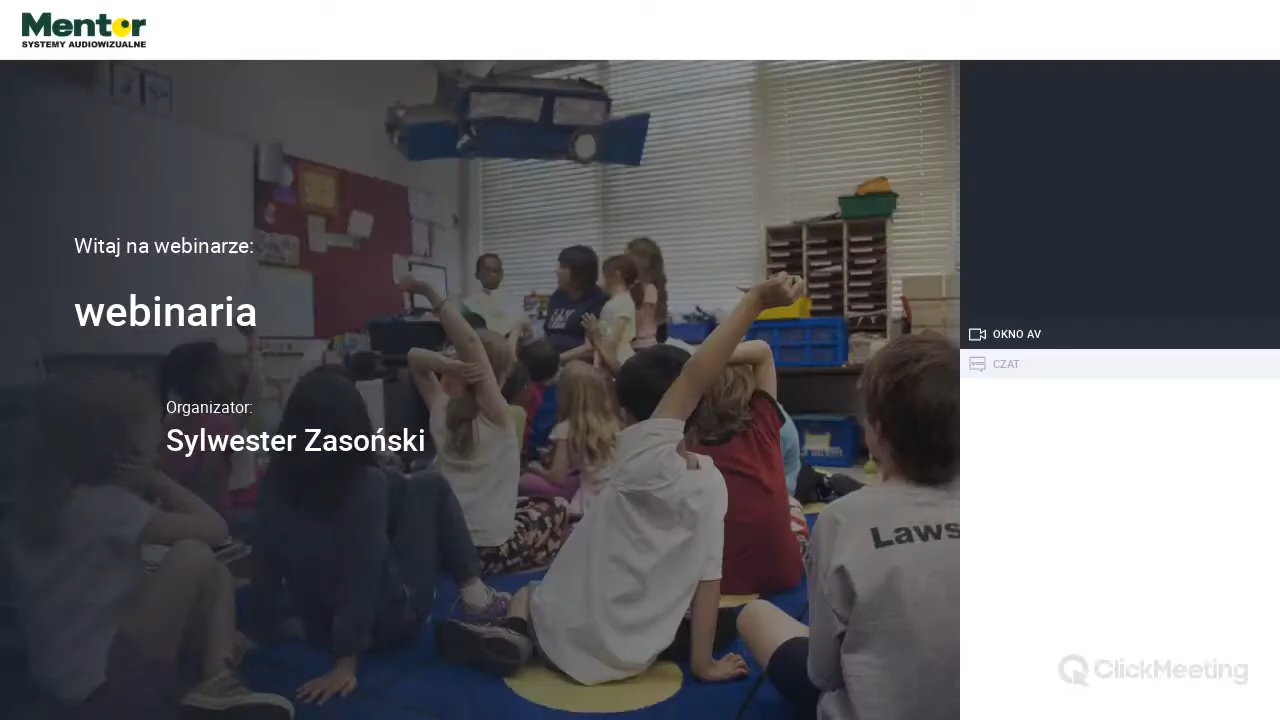 Mentor
SYSTEMY AUDIOWIZUALNE
Witaj na webinarze:
webinaria
Organizator:
Sylwester Zasoński
OKNO AV
CZAT
Laws
ClickMeeting